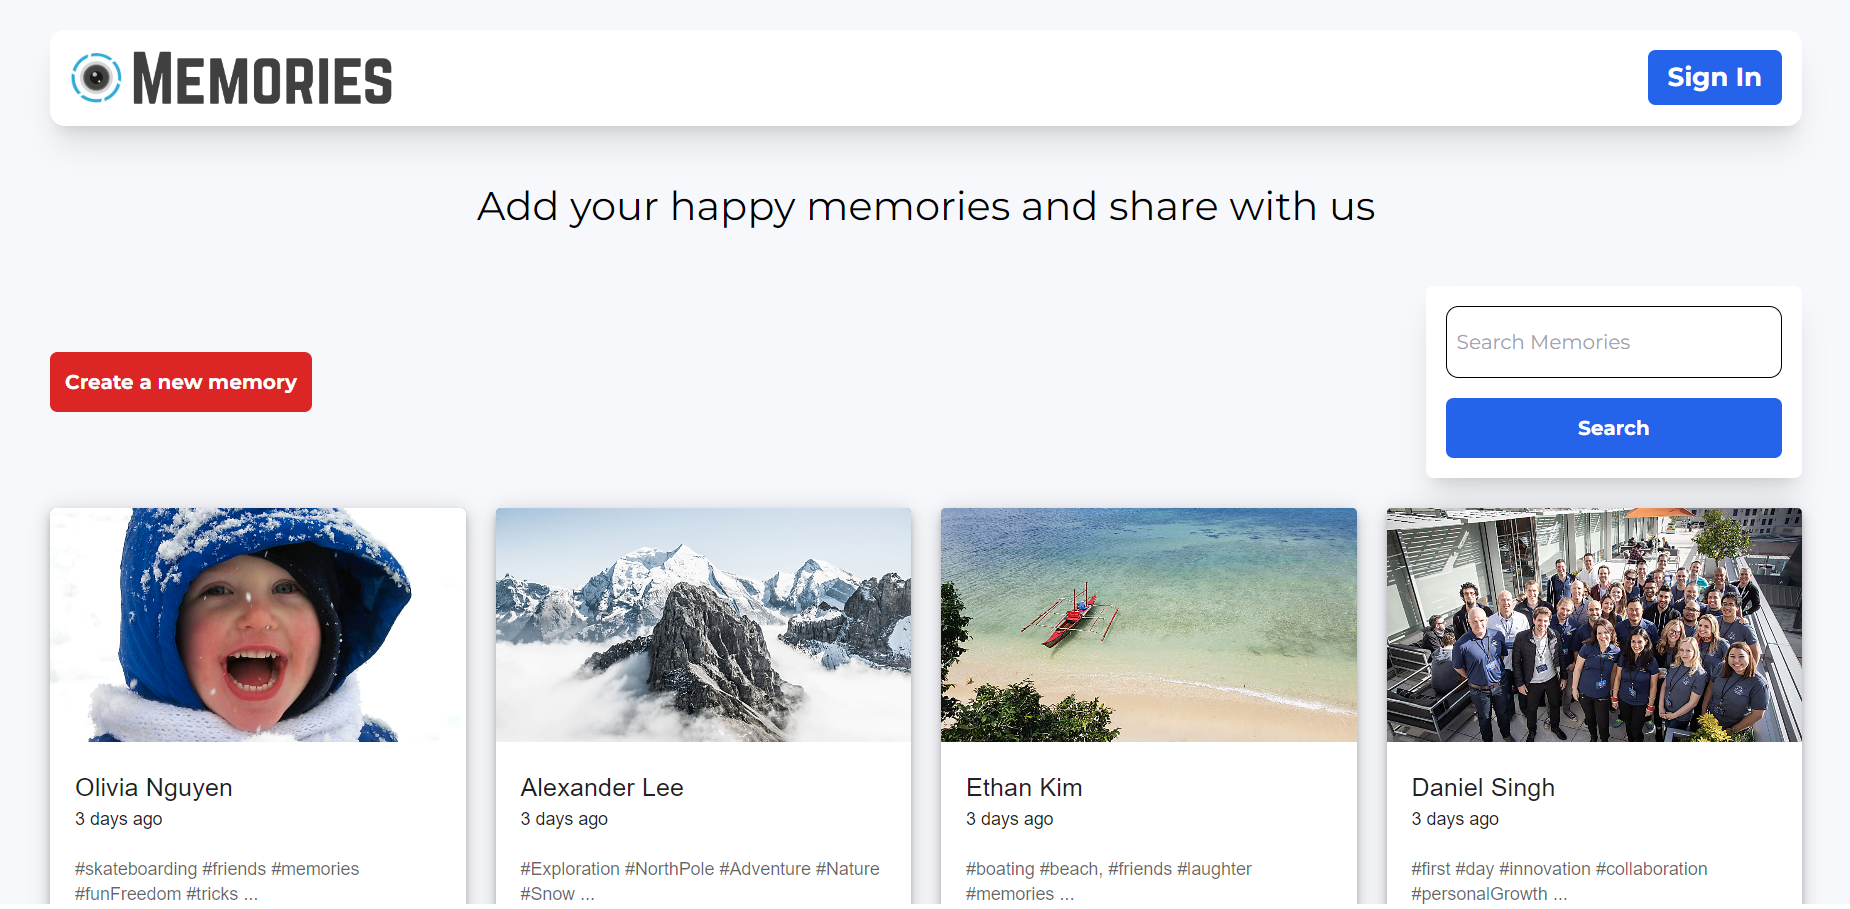 MEMORIES
Sign In
Add your happy memories and share with us
Create a new memory
Search Memories
Search
Olivia Nguyen
3 days ago
#skateboarding #friends #memories
#funFreedom #tricks ...
Alexander Lee
3 days ago
#Exploration #NorthPole #Adventure #Nature
#Snow ...
Ethan Kim
3 days ago
#boating #beach, #friends #laughter
#memories ...
Daniel Singh
3 days ago
#first #day #innovation #collaboration
#personalGrowth ...